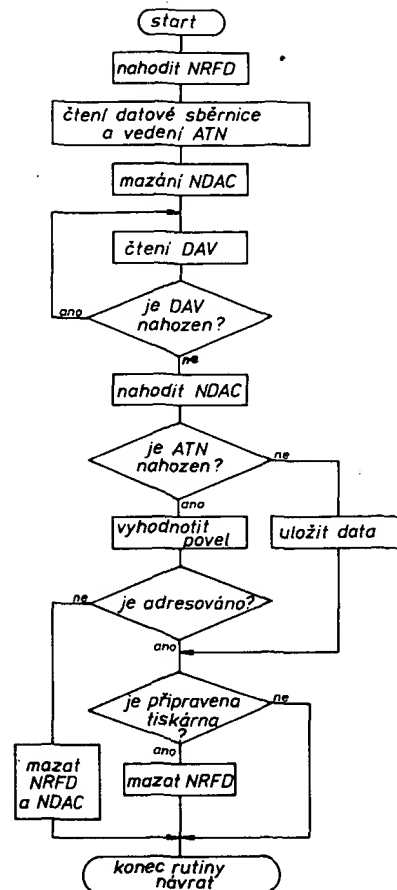 start
nahodit NRFD
čtení datové sběrnice
a vedení ATN
mazání NDAC
čtení DAV
ano
je DAV
nahozen?
ne
nahodit NDAC
je ATN
nahozen?
ne
ano
vyhodnotit
povel
uložit data
ne
je adresováno?
ano
je připravena
tiskárna
?
ne
ano
mazat
NRFD
a NDAC
mazat NRFD
konec rutiny
návrat